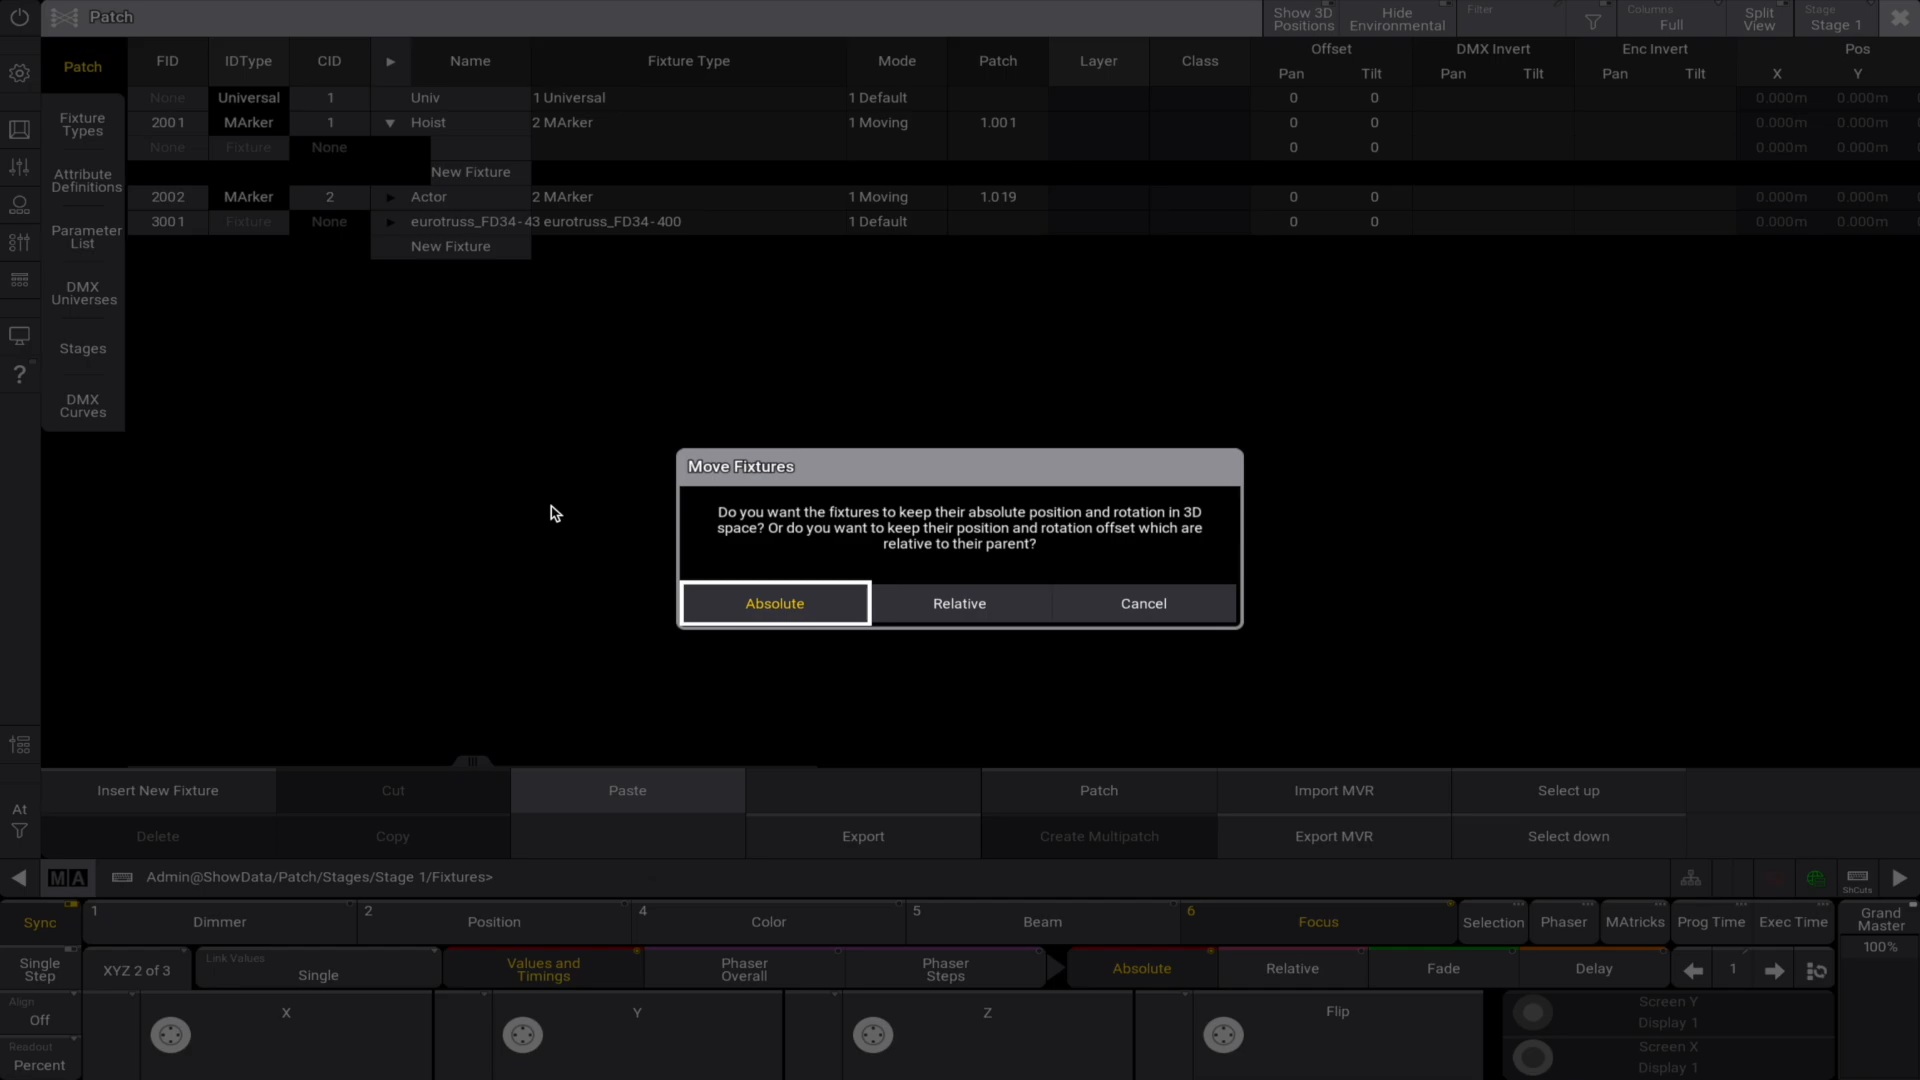 Patch
Show 3D Positions
Hide Environmental
Filter
Columns
Full
Split View
Stage
Stage 1
Patch
Fixture Types
Attribute Definitions
Parameter List
DMX Universes
Stages
DMX Curves
FID IDType CID Name Fixture Type Mode Patch Layer Class Offset DMX Invert Enc Invert Pos
Pan Tilt Pan Tilt Pan Tilt X Y
None Universal 1 Univ 1 Universal 1 Default 0 0 0.000m 0.000m
2001 MArker 1 Hoist 2 MArker 1 Moving 1.001 0 0 0.000m 0.000m
None Fixture None 0 0 0.000m 0.000m
New Fixture
2002 MArker 2 Actor 2 MArker 1 Moving 1.019 0 0 0.000m 0.000m
3001 Fixture None eurotruss_FD34-43 eurotruss_FD34-400 1 Default 0 0 0.000m 0.000m
New Fixture
Move Fixtures
Do you want the fixtures to keep their absolute position and rotation in 3D
space? Or do you want to keep their position and rotation offset which are
relative to their parent?
Absolute Relative Cancel
At
Insert New Fixture Cut Paste Patch Import MVR Select up
Delete Copy Export Create Multipatch Export MVR Select down
MA
Admin@ShowData/Patch/Stages/Stage 1/Fixtures>
ShCuts
Sync
1 Dimmer
2 Position
4 Color
5 Beam
6 Focus
Selection Phaser MAtricks Prog Time Exec Time
Grand Master
100%
Single Step
XYZ 2 of 3
Link Values
Single
Values and Timings
Phaser Overall
Phaser Steps
Absolute Relative Fade Delay
1
Align
Off
Readout
Percent
X
Y
Z
Flip
Screen Y
Display 1
Screen X
Display 1